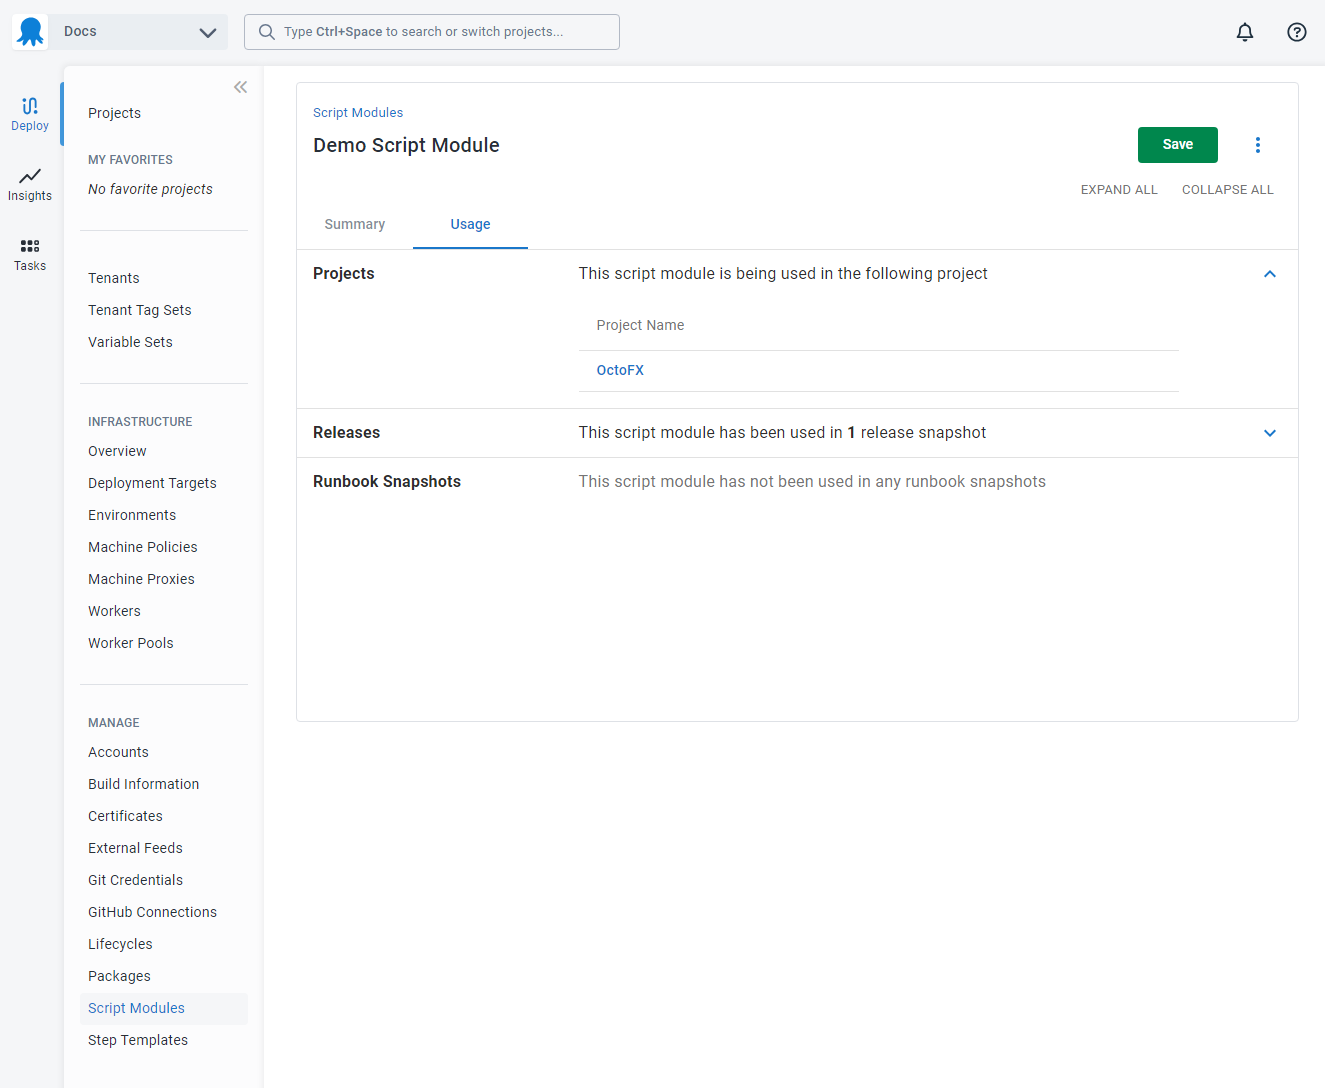 Docs
Type Ctrl+Space to search or switch projects...
Deploy
Insights
Tasks
Projects
MY FAVORITES
No favorite projects
Tenants
Tenant Tag Sets
Variable Sets
INFRASTRUCTURE
Overview
Deployment Targets
Environments
Machine Policies
Machine Proxies
Workers
Worker Pools
MANAGE
Accounts
Build Information
Certificates
External Feeds
Git Credentials
GitHub Connections
Lifecycles
Packages
Script Modules
Step Templates
Script Modules
Demo Script Module
Save
EXPAND ALL COLLAPSE ALL
Summary Usage
Projects This script module is being used in the following project
Project Name
OctoFX
Releases This script module has been used in 1 release snapshot
Runbook Snapshots This script module has not been used in any runbook snapshots